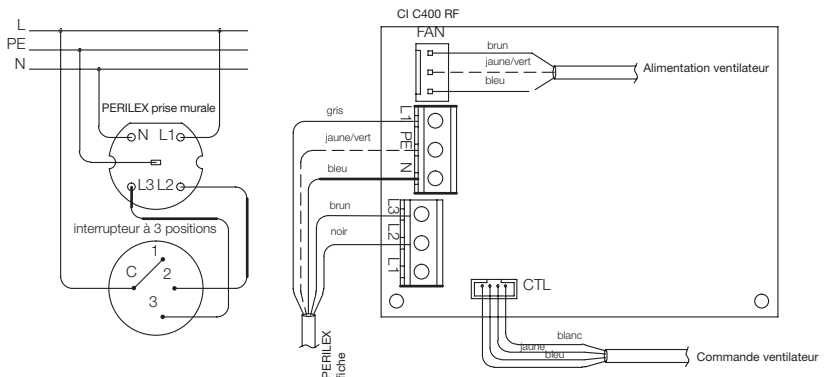 L
PE
N
PERILEX prise murale
N L1
L3 L2
interrupteur à 3 positions
1
C 2
3
CI C400 RF
FAN
brun
jaune/vert
bleu
Alimentation ventilateur
gris
jaune/vert
bleu
brun
noir
L1
PE
N
L3
L2
L1
CTL
blanc
jaune
bleu
Commande ventilateur
PERILEX
fiche